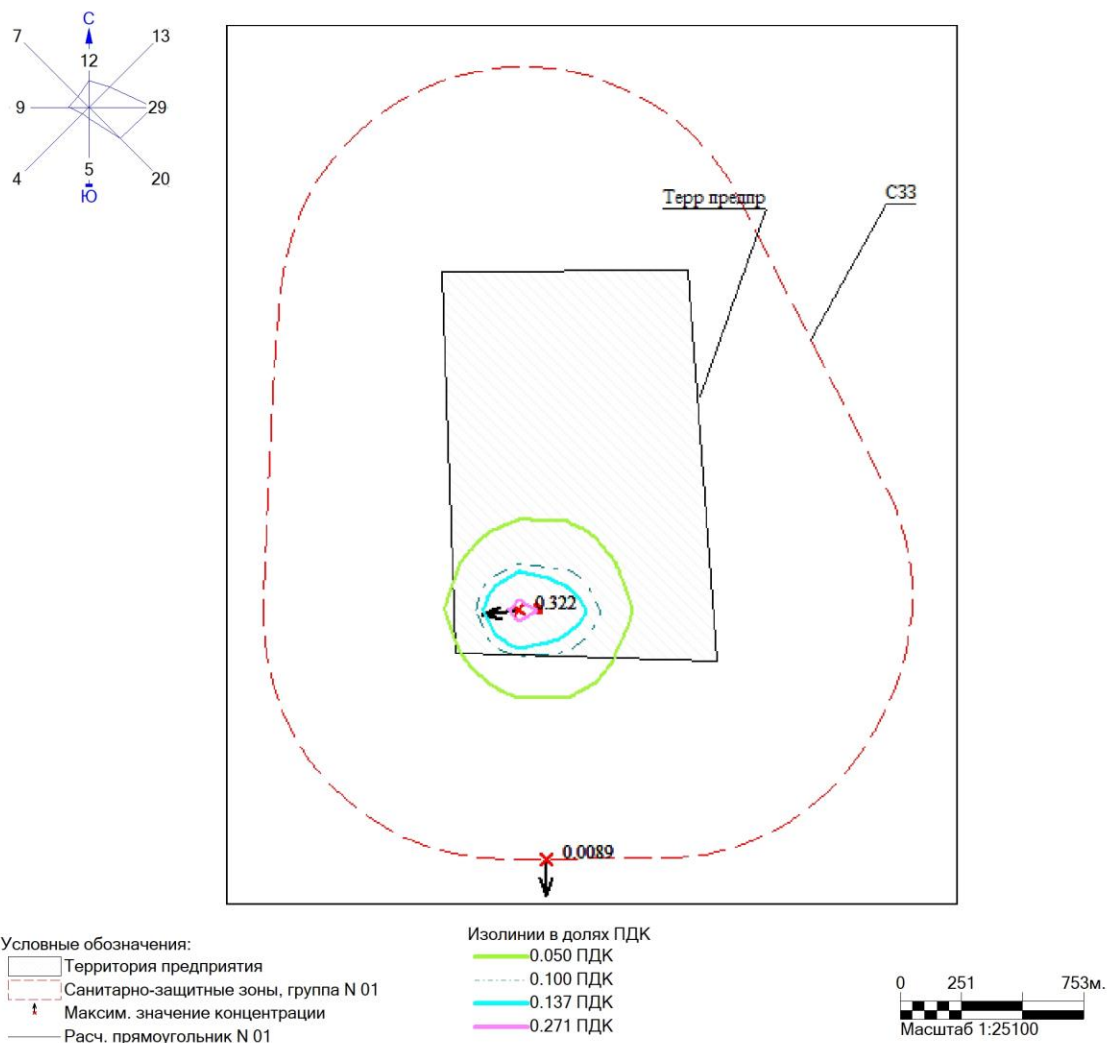 С
7
13
12
9
29
5
4
20
Ю
Терр предпр
СЗЗ
0.322
0.0089
Условные обозначения:
Территория предприятия
Санитарно-защитные зоны, группа N 01
Максим. значение концентрации
Расч. прямоугольник N 01
Изолинии в долях ПДК
0.050 ПДК
0.100 ПДК
0.137 ПДК
0.271 ПДК
0 251 753м.
Масштаб 1:25100